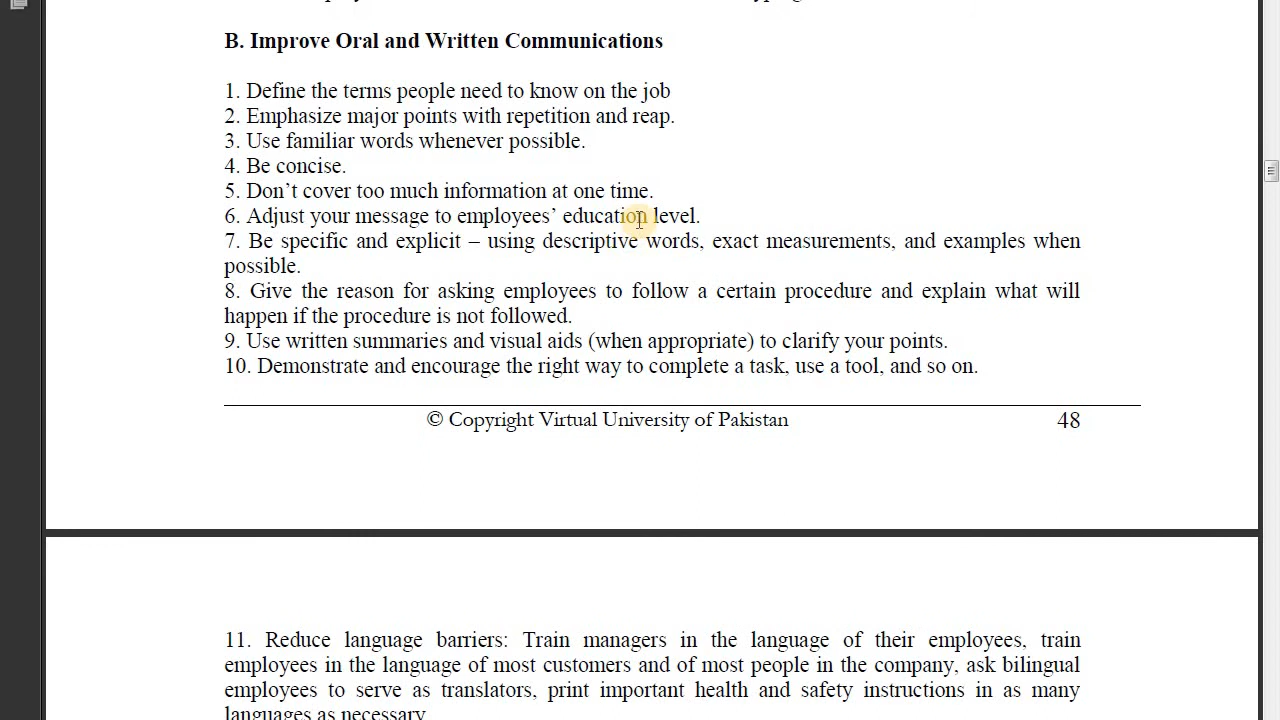 B. Improve Oral and Written Communications
1. Define the terms people need to know on the job
2. Emphasize major points with repetition and reap.
3. Use familiar words whenever possible.
4. Be concise.
5. Don’t cover too much information at one time.
6. Adjust your message to employees’ education level.
7. Be specific and explicit – using descriptive words, exact measurements, and examples when
possible.
8. Give the reason for asking employees to follow a certain procedure and explain what will
happen if the procedure is not followed.
9. Use written summaries and visual aids (when appropriate) to clarify your points.
10. Demonstrate and encourage the right way to complete a task, use a tool, and so on.
© Copyright Virtual University of Pakistan 48
11. Reduce language barriers: Train managers in the language of their employees, train
employees in the language of most customers and of most people in the company, ask bilingual
employees to serve as translators, print important health and safety instructions in as many
languages as necessary